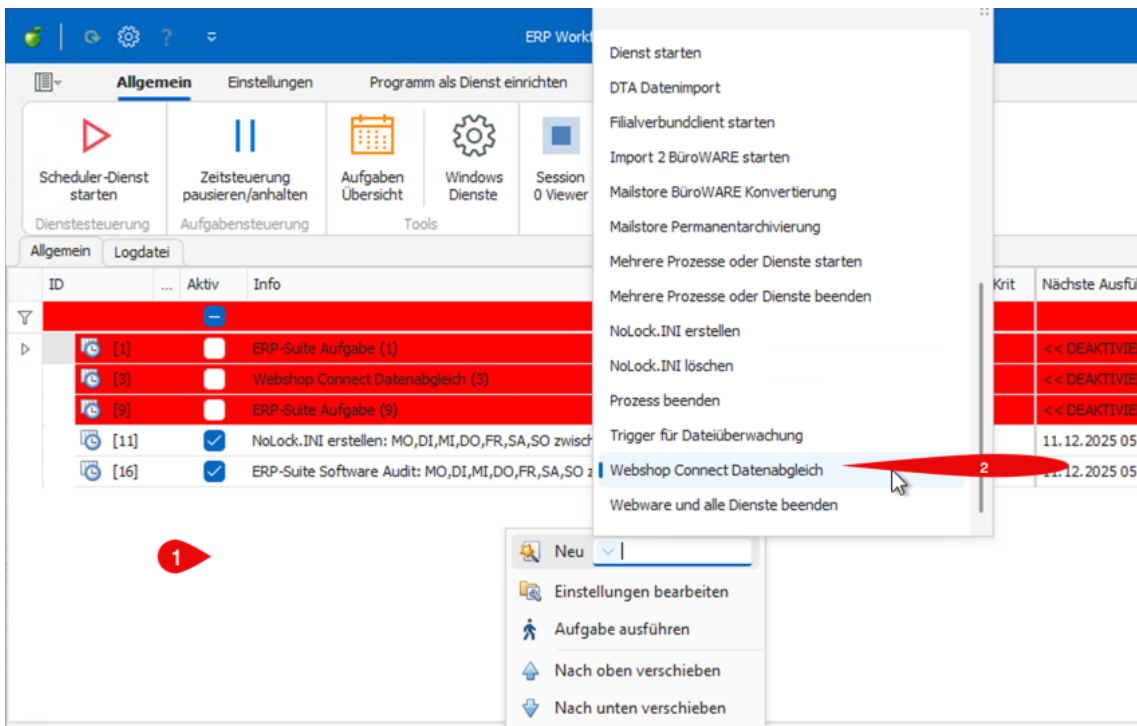 ERP Workf
Allgemein
Einstellungen
Programm als Dienst einrichten
Scheduler-Dienst
starten
Zeitsteuerung
pausieren/anhalten
Aufgaben
Übersicht
Windows
Dienste
Session
0 Viewer
Dienstesteuerung
Aufgabensteuerung
Tools
Allgemein
Logdatei
ID
...
Aktiv
Info
Krit
Nächste Ausfü
[1]
ERP-Suite Aufgabe (1)
<< DEAKTIVIE
[3]
Webshop Connect Datenabgleich (3)
<< DEAKTIVIE
[9]
ERP-Suite Aufgabe (9)
<< DEAKTIVIE
[11]
NoLock.INI erstellen: MO,DI,MI,DO,FR,SA,SO zwisch
11.12.2025 05
[16]
ERP-Suite Software Audit: MO,DI,MI,DO,FR,SA,SO z
11.12.2025 05
Dienst starten
DTA Datenimport
Filialverbundclient starten
Import 2 BüroWARE starten
Mailstore BüroWARE Konvertierung
Mailstore Permanentarchivierung
Mehrere Prozesse oder Dienste starten
Mehrere Prozesse oder Dienste beenden
NoLock.INI erstellen
NoLock.INI löschen
Prozess beenden
Trigger für Dateiüberwachung
Webshop Connect Datenabgleich
2
Webware und alle Dienste beenden
1
Neu
Einstellungen bearbeiten
Aufgabe ausführen
Nach oben verschieben
Nach unten verschieben